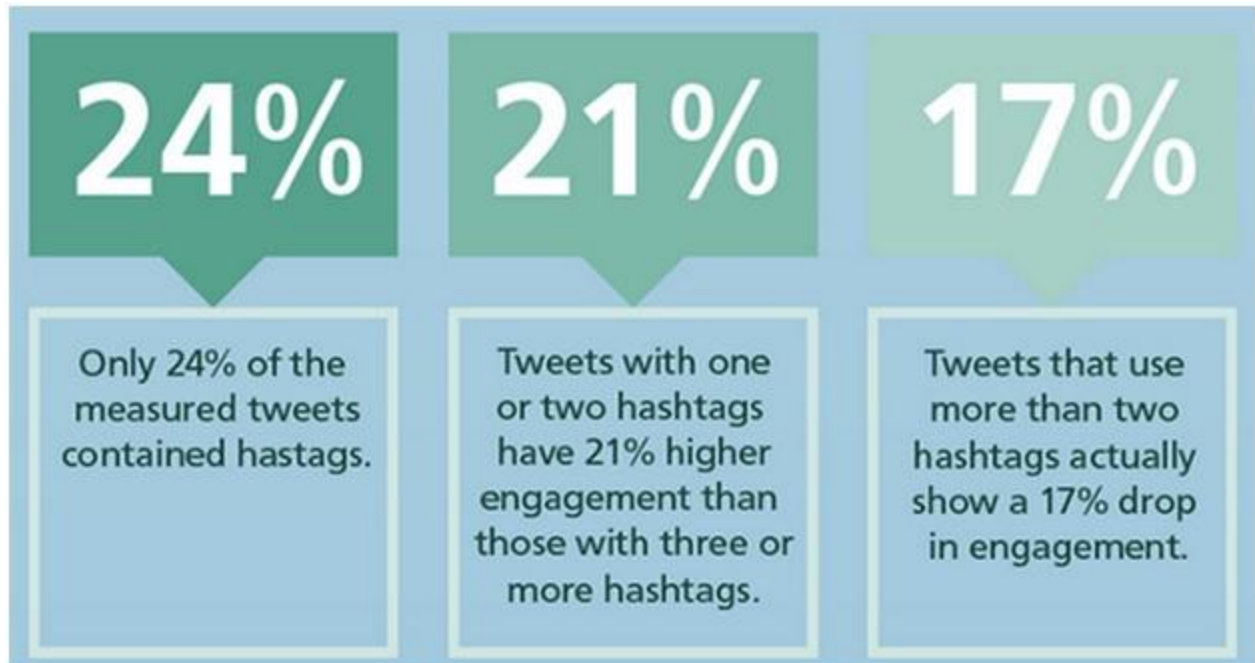 24%
Only 24% of the
measured tweets
contained hastags.
21%
Tweets with one
or two hashtags
have 21% higher
engagement than
those with three or
more hashtags.
17%
Tweets that use
more than two
hashtags actually
show a 17% drop
in engagement.